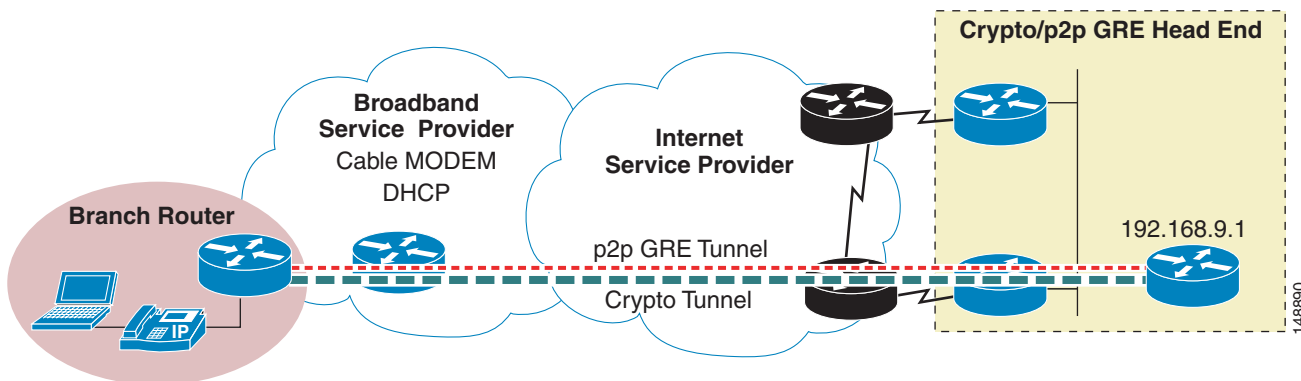 Crypto/p2p GRE Head End
Broadband
Service Provider
Cable MODEM
DHCP
Internet
Service Provider
Branch Router
192.168.9.1
p2p GRE Tunnel
Crypto Tunnel
IP
148890